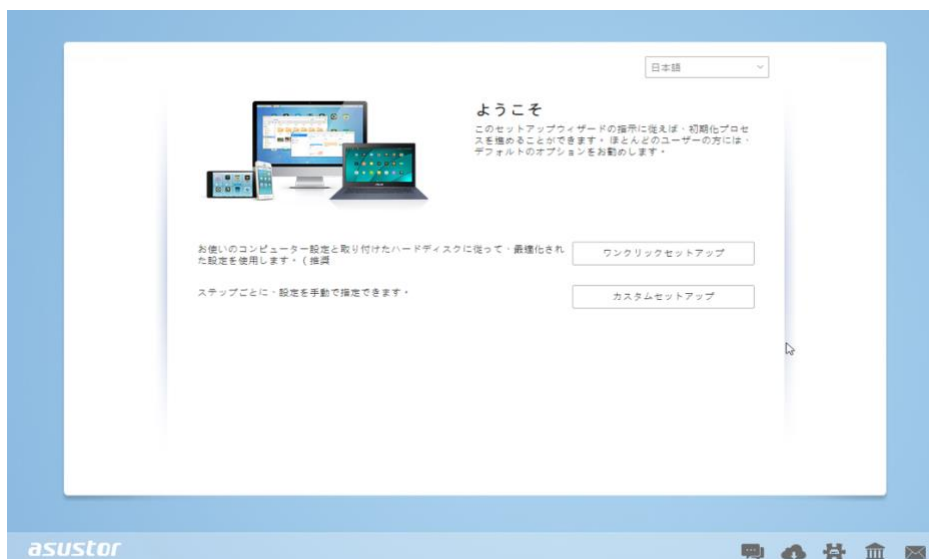 日本語
ようこそ
このセットアップウィザードの指示に従えば、初期化プロセ
スを進めることができます。ほとんどのユーザーの方には、
デフォルトのオプションをお勧めします。
お使いのコンピューター設定と取り付けたハードディスクに従って、最適化され
た設定を使用します。(推奨
ワンクリックセットアップ
ステップごとに、設定を手動で指定できます。
カスタムセットアップ
asustor